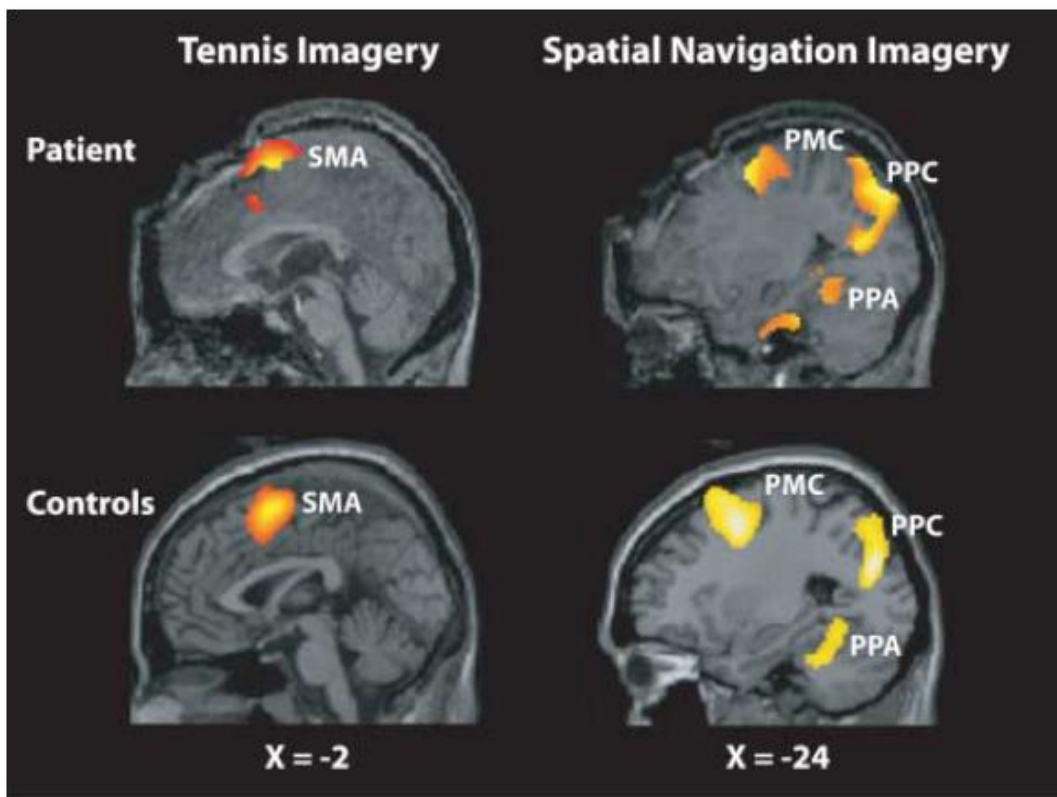 Tennis Imagery
Spatial Navigation Imagery
Patient
SMA
PMC
PPC
PPA
Controls
SMA
PMC
PPC
PPA
X = -2
X = -24